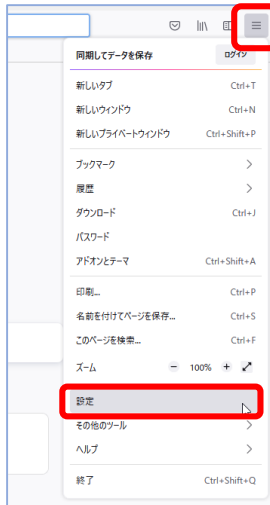 同期してデータを保存 ログイン
新しいタブ Ctrl+T
新しいウィンドウ Ctrl+N
新しいプライベートウィンドウ Ctrl+Shift+P
ブックマーク
履歴
ダウンロード Ctrl+J
パスワード
アドオンとテーマ Ctrl+Shift+A
印刷... Ctrl+P
名前を付けてページを保存... Ctrl+S
このページを検索... Ctrl+F
ズーム − 100% +
設定
その他のツール
ヘルプ
終了 Ctrl+Shift+Q